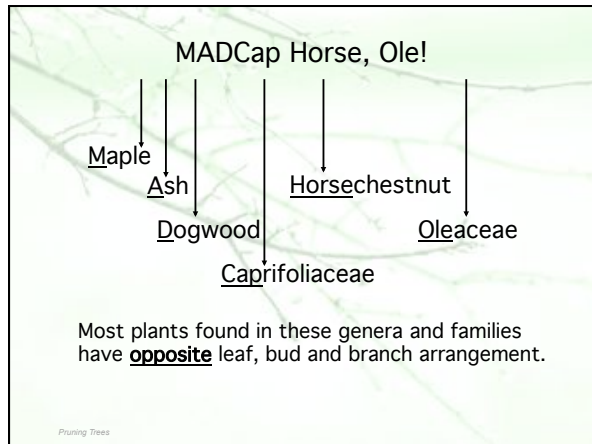 MADCap Horse, Ole!
Maple
Ash
Horsechestnut
Dogwood
Oleaceae
Caprifoliaceae
Most plants found in these genera and families
have opposite leaf, bud and branch arrangement.
Pruning Trees